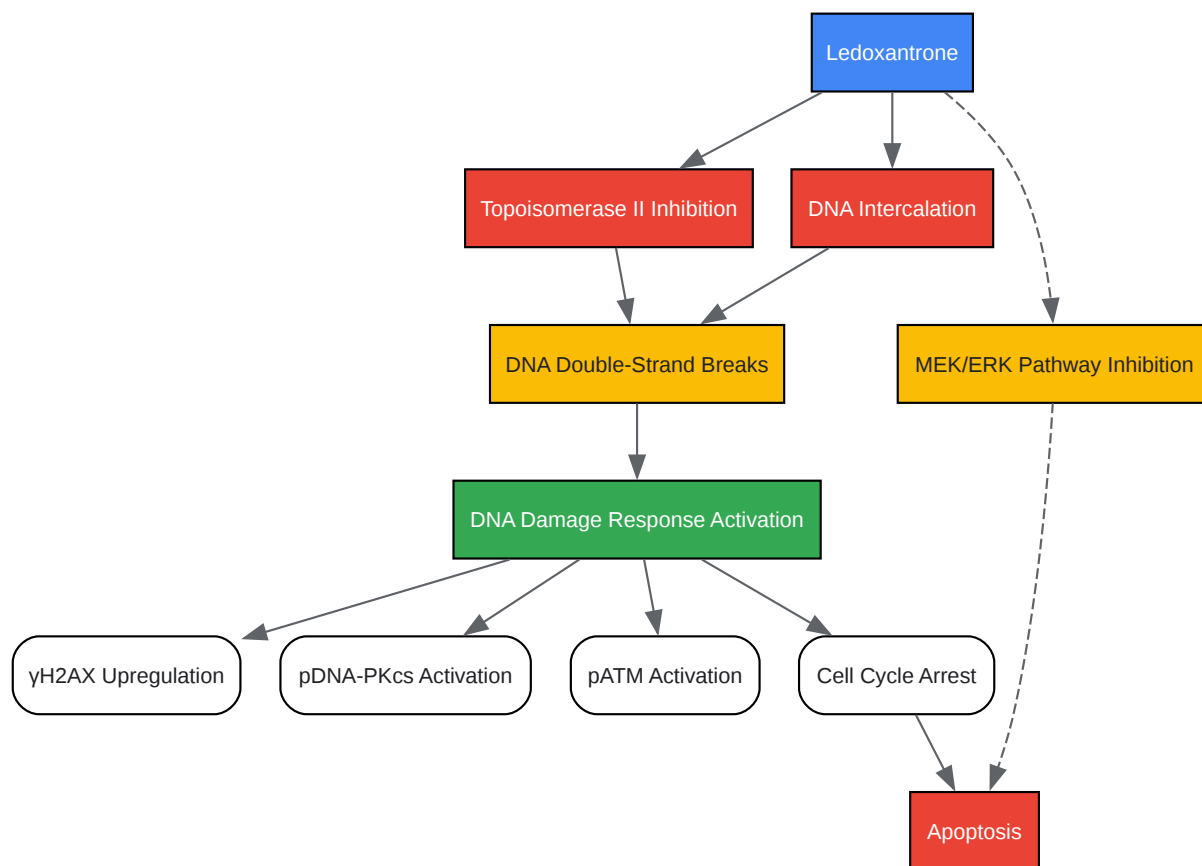 Ledoxantrone
Topoisomerase II Inhibition
DNA Intercalation
DNA Double-Strand Breaks
MEK/ERK Pathway Inhibition
DNA Damage Response Activation
γH2AX Upregulation
pDNA-PKcs Activation
pATM Activation
Cell Cycle Arrest
Apoptosis